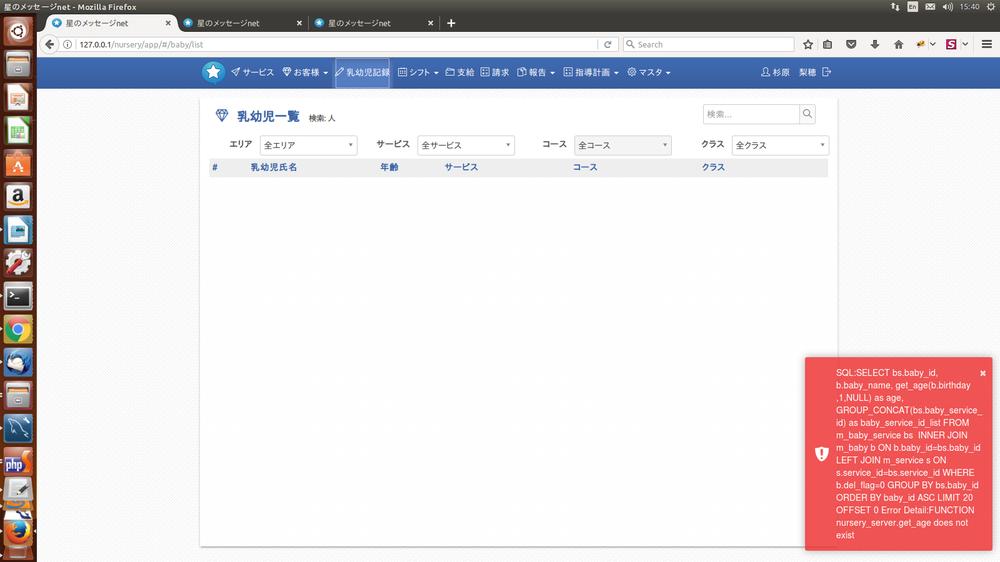 星のメッセージnet - Mozilla Firefox
En
15:40
星のメッセージnet
星のメッセージnet
星のメッセージnet
127.0.0.1/nursery/app/#/baby/list
Search
サービス
お客様
乳幼児記録
シフト
支給
請求
報告
指導計画
マスタ
杉原 梨穂
乳幼児一覧
検索: 人
検索...
エリア
全エリア
サービス
全サービス
コース
全コース
クラス
全クラス
# 乳幼児氏名 年齢 サービス コース クラス
SQL:SELECT bs.baby_id,
b.baby_name, get_age(b.birthday
,1,NULL) as age,
GROUP_CONCAT(bs.baby_service_
id) as baby_service_id_list FROM
m_baby_service bs INNER JOIN
m_baby b ON b.baby_id=bs.baby_id
LEFT JOIN m_service s ON
s.service_id=bs.service_id WHERE
b.del_flag=0 GROUP BY bs.baby_id
ORDER BY baby_id ASC LIMIT 20
OFFSET 0 Error Detail:FUNCTION
nursery_server.get_age does not
exist
php